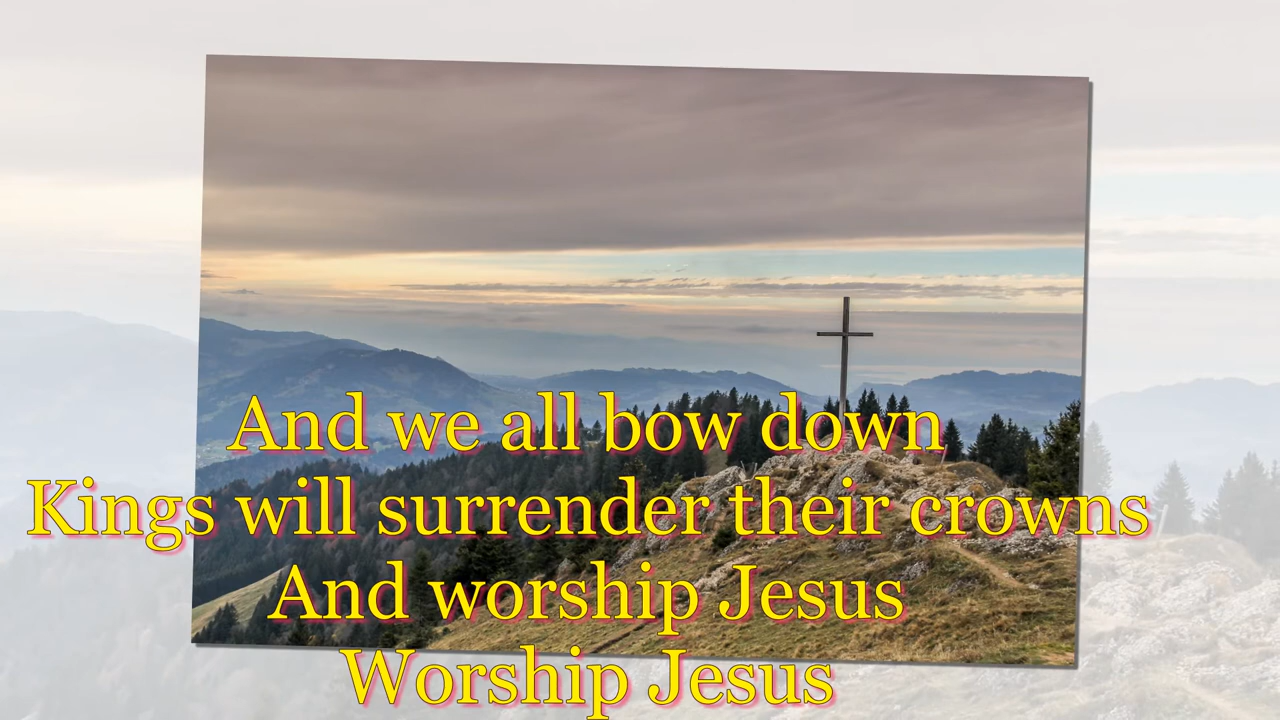 And we all bow down
Kings will surrender their crowns
And worship Jesus
Worship Jesus